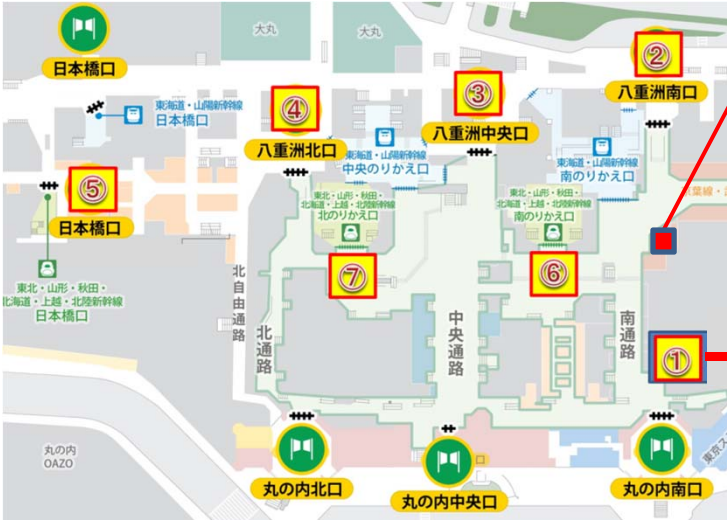 大丸
大丸
②
日本橋口
④
③
八重洲南口
東海道・山陽新幹線
日本橋口
八重洲北口
八重洲中央口
東海道・山陽新幹線
中央のりかえ口
東海道・山陽新幹線
南のりかえ口
⑤
日本橋口
東北・山形・秋田・
北海道・上越・北陸新幹線
北のりかえ口
東北・山形・秋田・
北海道・上越・北陸新幹線
南のりかえ口
葉線・
⑦
⑥
東北・山形・秋田・
北海道・上越・北陸新幹線
日本橋口
北自由通路
北通路
中央通路
南通路
①
丸の内
OAZO
丸の内北口
丸の内中央口
丸の内南口
東京ス
口